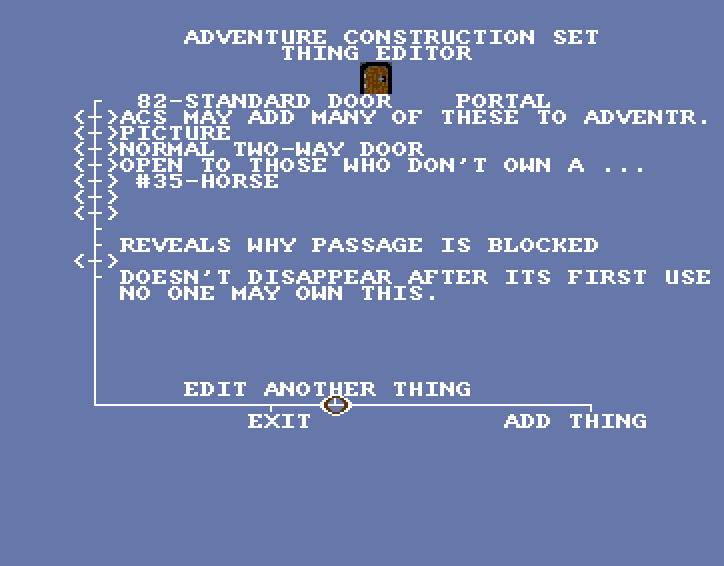 ADVENTURE CONSTRUCTION SET
THING EDITOR
82-STANDARD DOOR PORTAL
<+>ACS MAY ADD MANY OF THESE TO ADVENTR.
<+>PICTURE
<+>NORMAL TWO-WAY DOOR
<+>OPEN TO THOSE WHO DON'T OWN A ...
<+> #35-HORSE
<+>
<+>
REVEALS WHY PASSAGE IS BLOCKED
<+>
DOESN'T DISAPPEAR AFTER ITS FIRST USE
NO ONE MAY OWN THIS.
EDIT ANOTHER THING
EXIT ADD THING